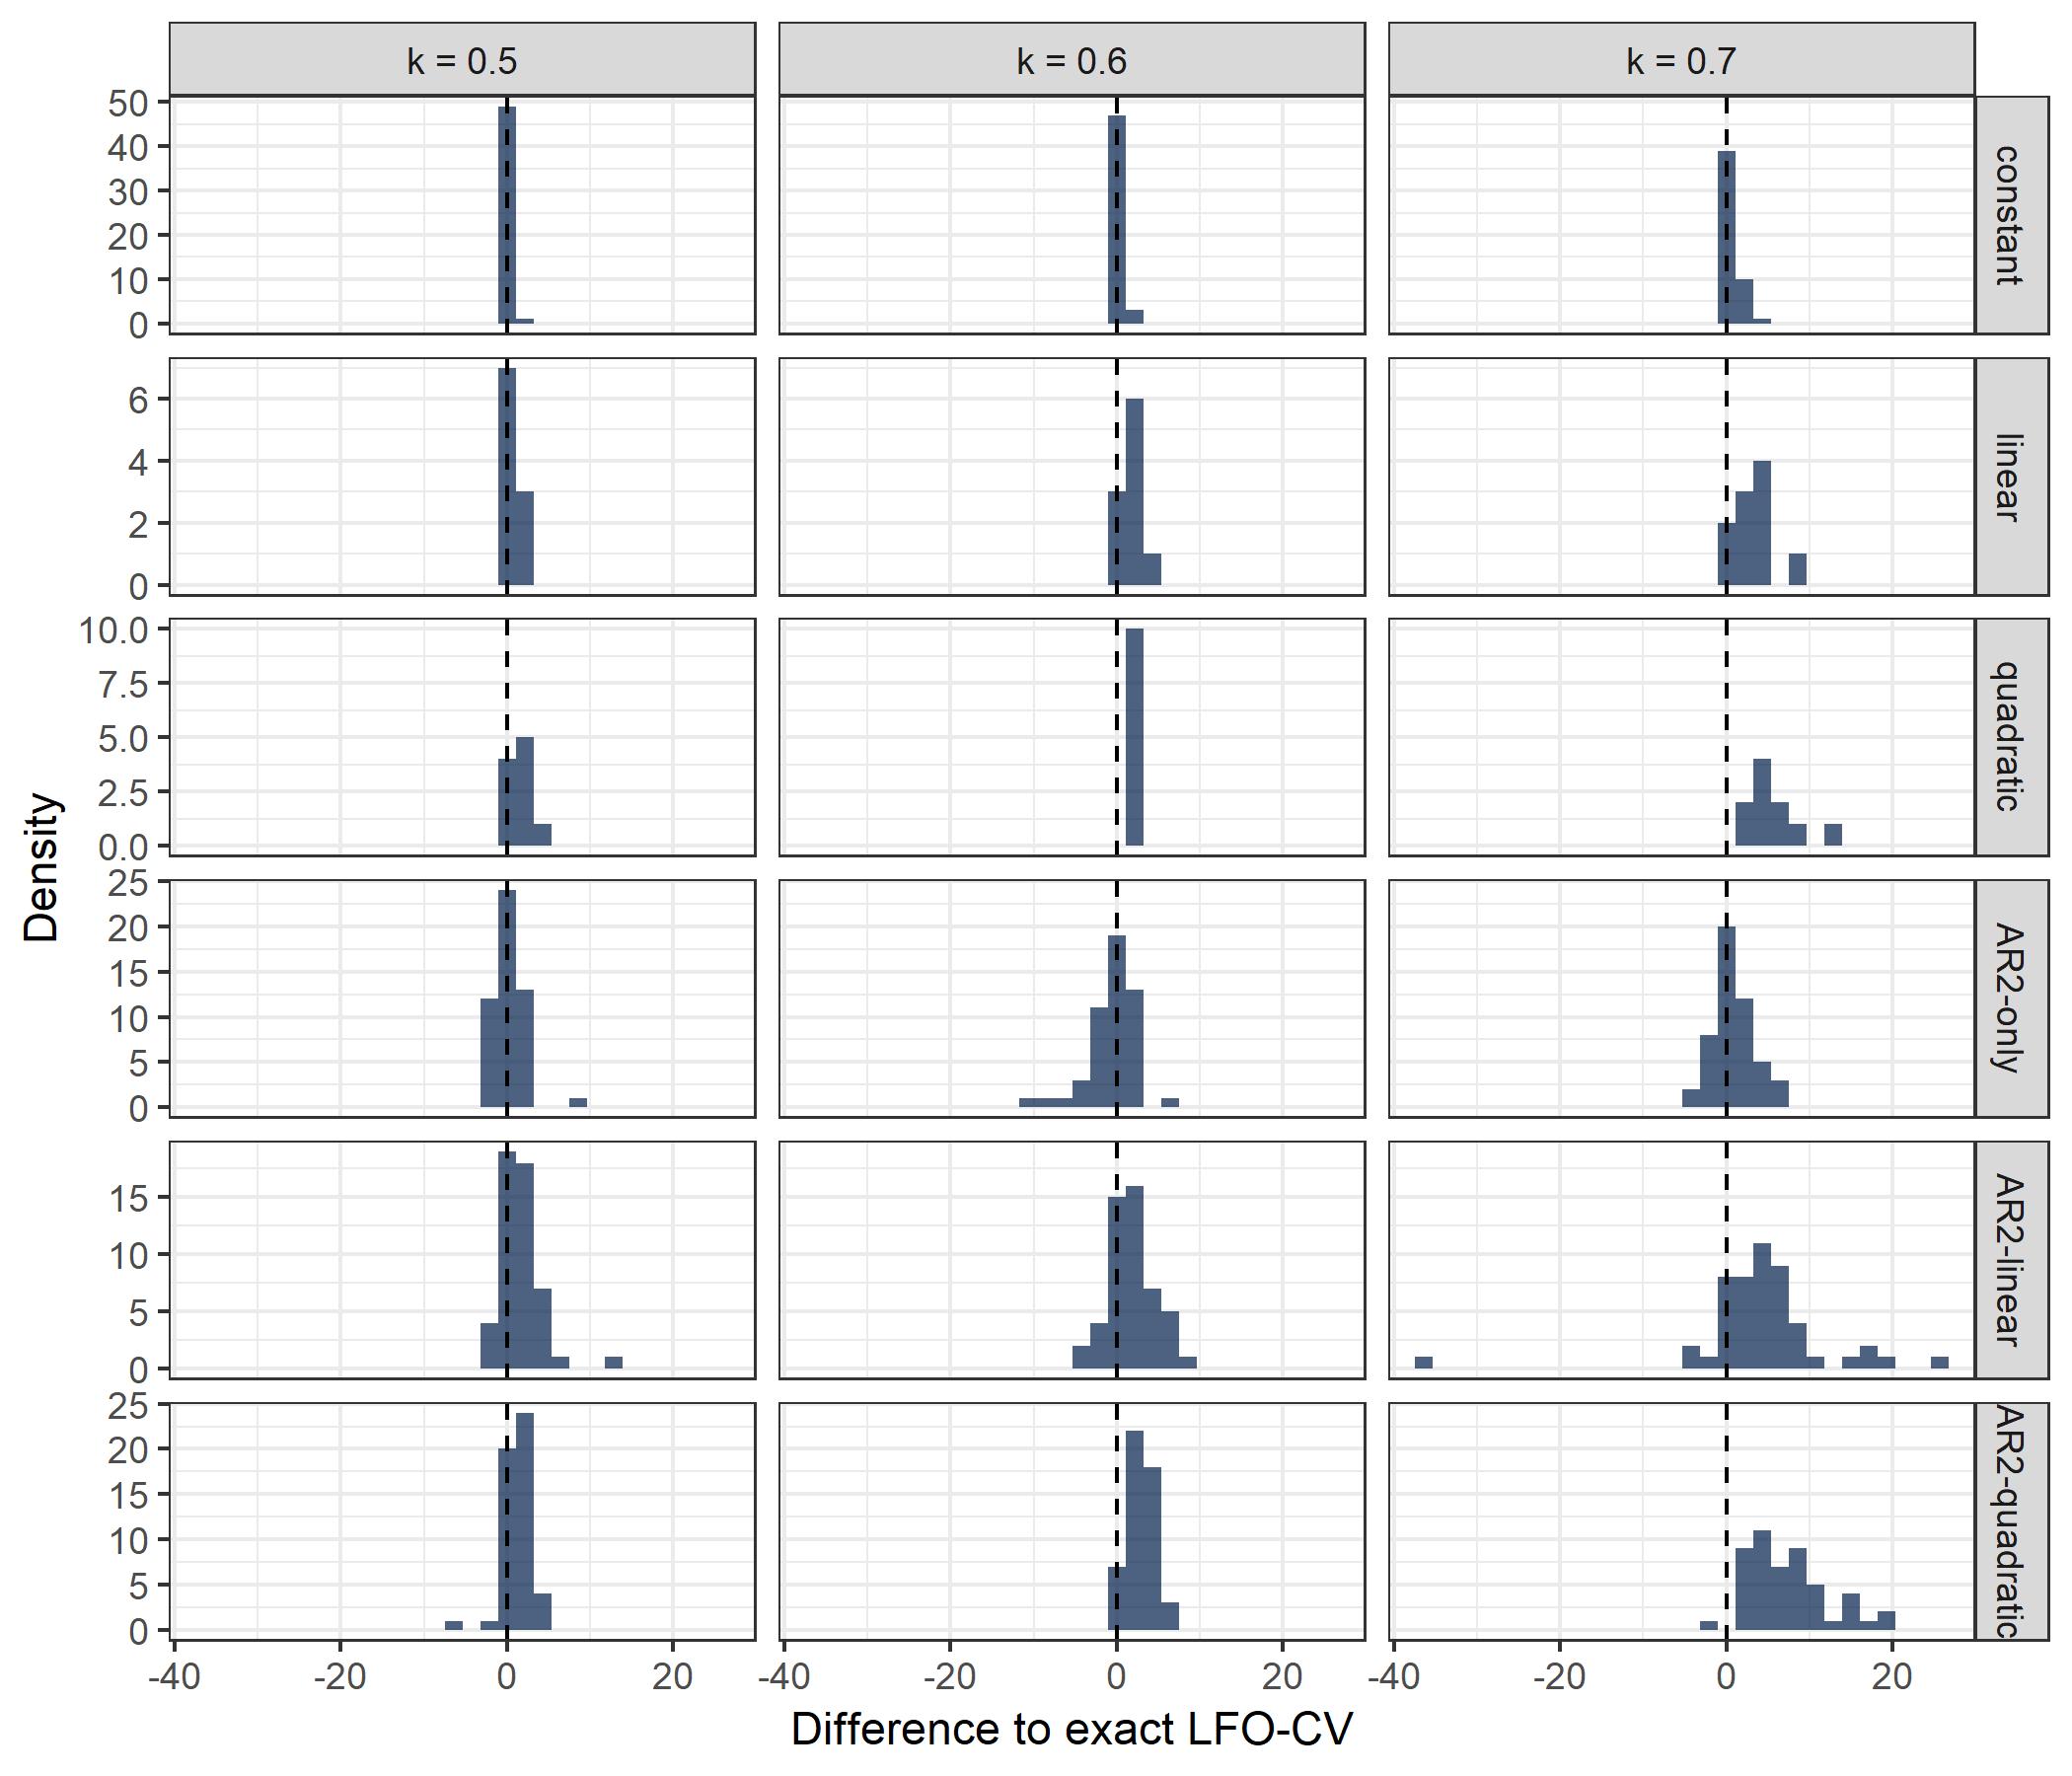 k = 0.5
k = 0.6
k = 0.7
50
40
30
20
10
0
constant
6
4
2
0
linear
10.0
7.5
5.0
2.5
0.0
quadratic
Density
25
20
15
10
5
0
AR2-only
15
10
5
0
AR2-linear
25
20
15
10
5
0
AR2-quadratic
-40 -20 0 20 -40 -20 0 20 -40 -20 0 20
Difference to exact LFO-CV